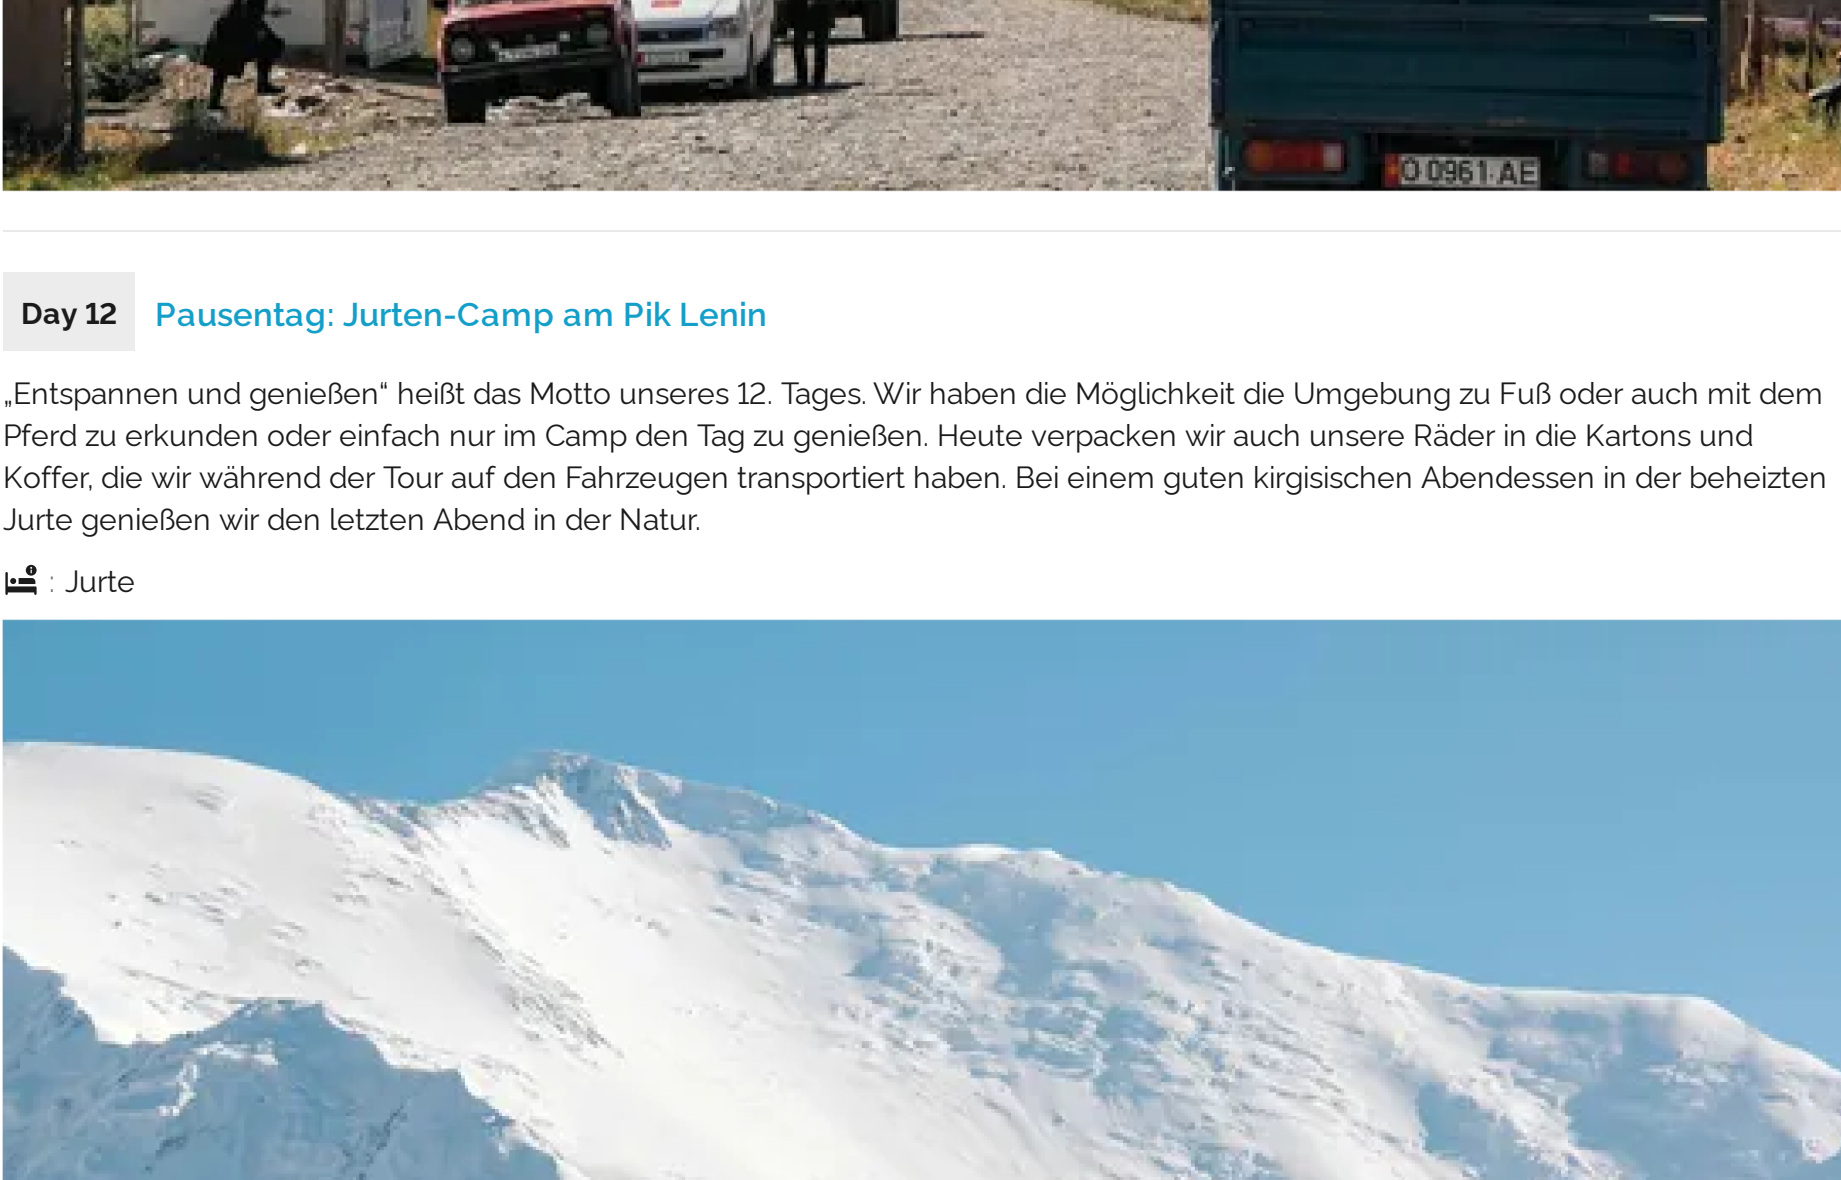 O 0961 AE
Day 12
Pausentag: Jurten-Camp am Pik Lenin
„Entspannen und genießen“ heißt das Motto unseres 12. Tages. Wir haben die Möglichkeit die Umgebung zu Fuß oder auch mit dem
Pferd zu erkunden oder einfach nur im Camp den Tag zu genießen. Heute verpacken wir auch unsere Räder in die Kartons und
Koffer, die wir während der Tour auf den Fahrzeugen transportiert haben. Bei einem guten kirgisischen Abendessen in der beheizten
Jurte genießen wir den letzten Abend in der Natur.
: Jurte